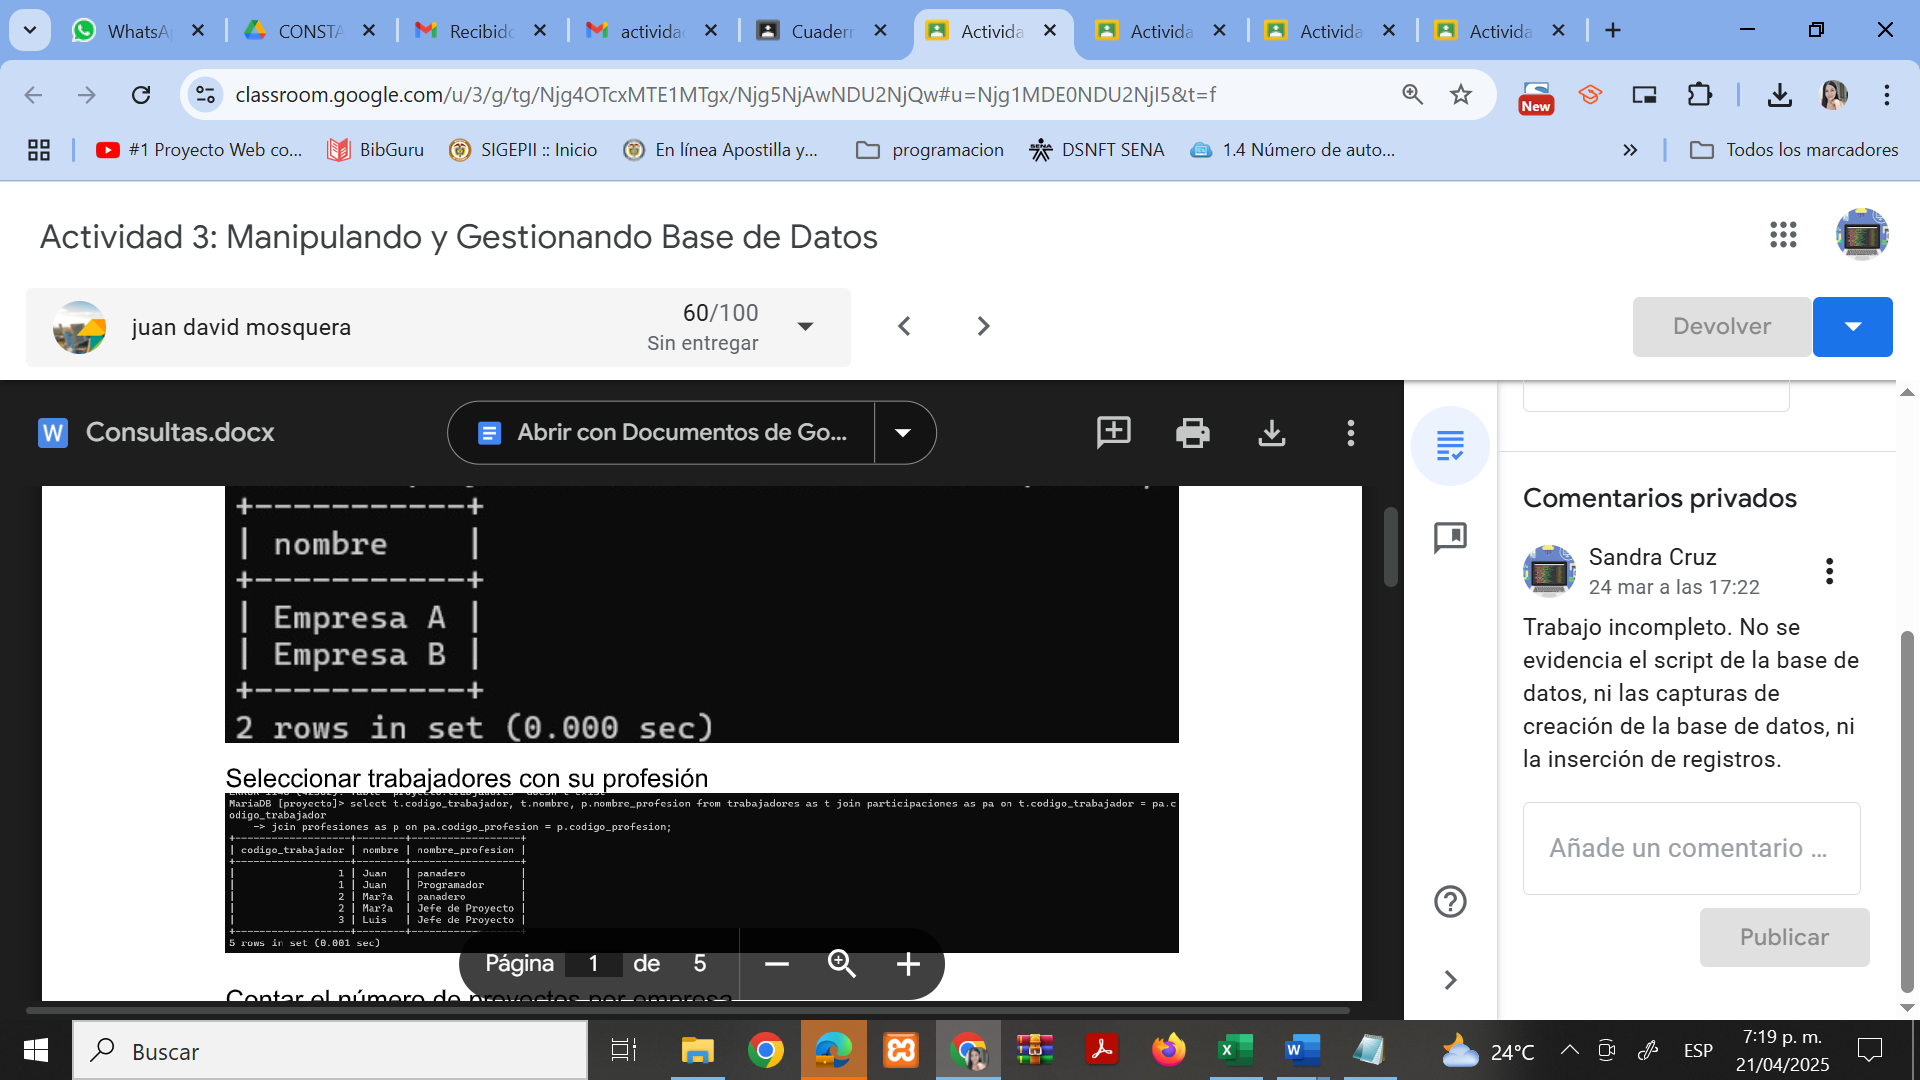 WhatsA
CONSTA
Recibido
actividad
Cuadern
Activida
Activida
Activida
Activida
classroom.google.com/u/3/g/tg/Njg4OTcxMTE1MTgx/Njg5NjAwNDU2NjQw#u=Njg1MDE0NDU2NjI5&t=f
New
#1 Proyecto Web co...
BibGuru
SIGEPII :: Inicio
En línea Apostilla y...
programacion
DSNFT SENA
1.4 Número de auto...
Todos los marcadores
Actividad 3: Manipulando y Gestionando Base de Datos
juan david mosquera
60/100
Sin entregar
Devolver
W Consultas.docx
Abrir con Documentos de Go...
+-----------+
| nombre    |
+-----------+
| Empresa A |
| Empresa B |
+-----------+
2 rows in set (0.000 sec)
Seleccionar trabajadores con su profesión
MariaDB [proyecto]> select t.codigo_trabajador, t.nombre, p.nombre_profesion from trabajadores as t join participaciones as pa on t.codigo_trabajador = pa.c
odigo_trabajador
-> join profesiones as p on pa.codigo_profesion = p.codigo_profesion;
+-------------------+--------+------------------+
| codigo_trabajador | nombre | nombre_profesion |
+-------------------+--------+------------------+
| 1 | Juan | panadero |
| 1 | Juan | Programador |
| 2 | Mar?a | panadero |
| 2 | Mar?a | Jefe de Proyecto |
| 3 | Luis | Jefe de Proyecto |
+-------------------+--------+------------------+
5 rows in set (0.001 sec)
Página 1 de 5
Contar el número de proyectos por empresa
Comentarios privados
Sandra Cruz
24 mar a las 17:22
Trabajo incompleto. No se
evidencia el script de la base de
datos, ni las capturas de
creación de la base de datos, ni
la inserción de registros.
Añade un comentario ...
Publicar
Buscar
24°C
ESP
7:19 p. m.
21/04/2025